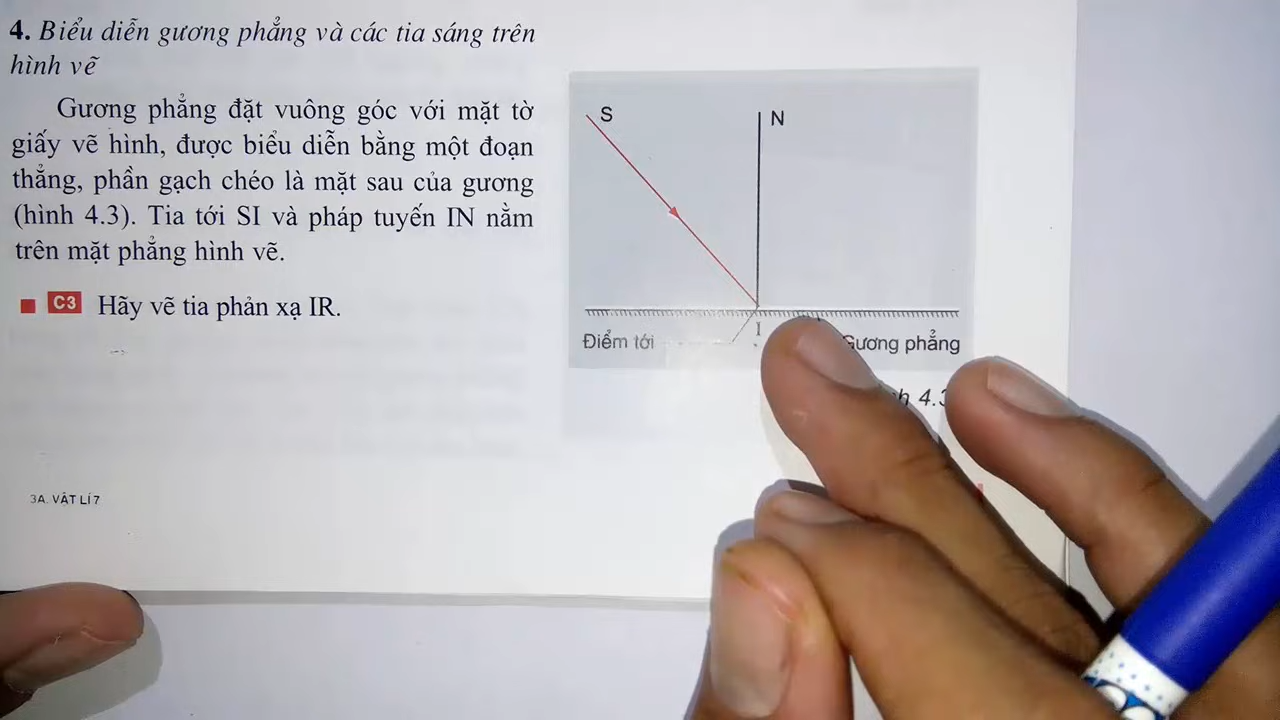 4. Biểu diễn gương phẳng và các tia sáng trên
hình vẽ
Gương phẳng đặt vuông góc với mặt tờ
giấy vẽ hình, được biểu diễn bằng một đoạn
thẳng, phần gạch chéo là mặt sau của gương
(hình 4.3). Tia tới SI và pháp tuyến IN nằm
trên mặt phẳng hình vẽ.
C3 Hãy vẽ tia phản xạ IR.
3A. VẬT LÍ 7
S
N
I
Điểm tới
Gương phẳng